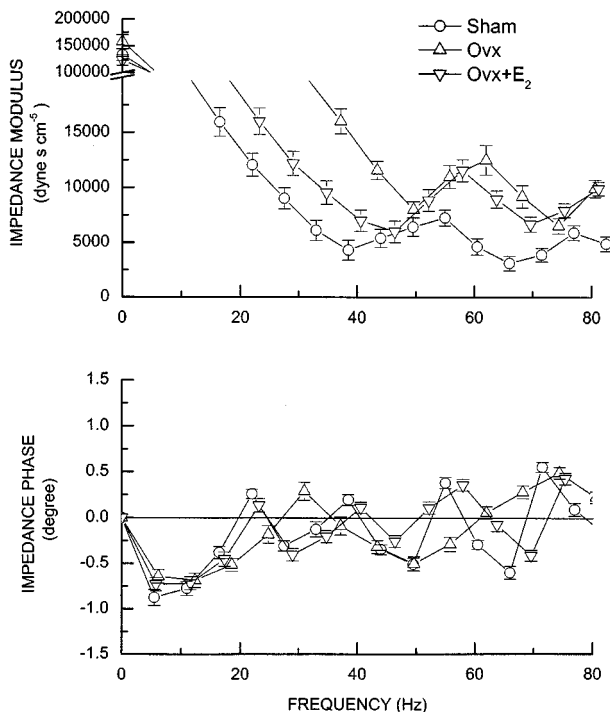 Sham
Ovx
Ovx+E2
IMPEDANCE MODULUS
(dyne s cm-5)
150000
100000
15000
10000
5000
0
0
20
40
60
80
IMPEDANCE PHASE
(degree)
1.5
1.0
0.5
0.0
-0.5
-1.0
-1.5
0
20
40
60
80
FREQUENCY (Hz)